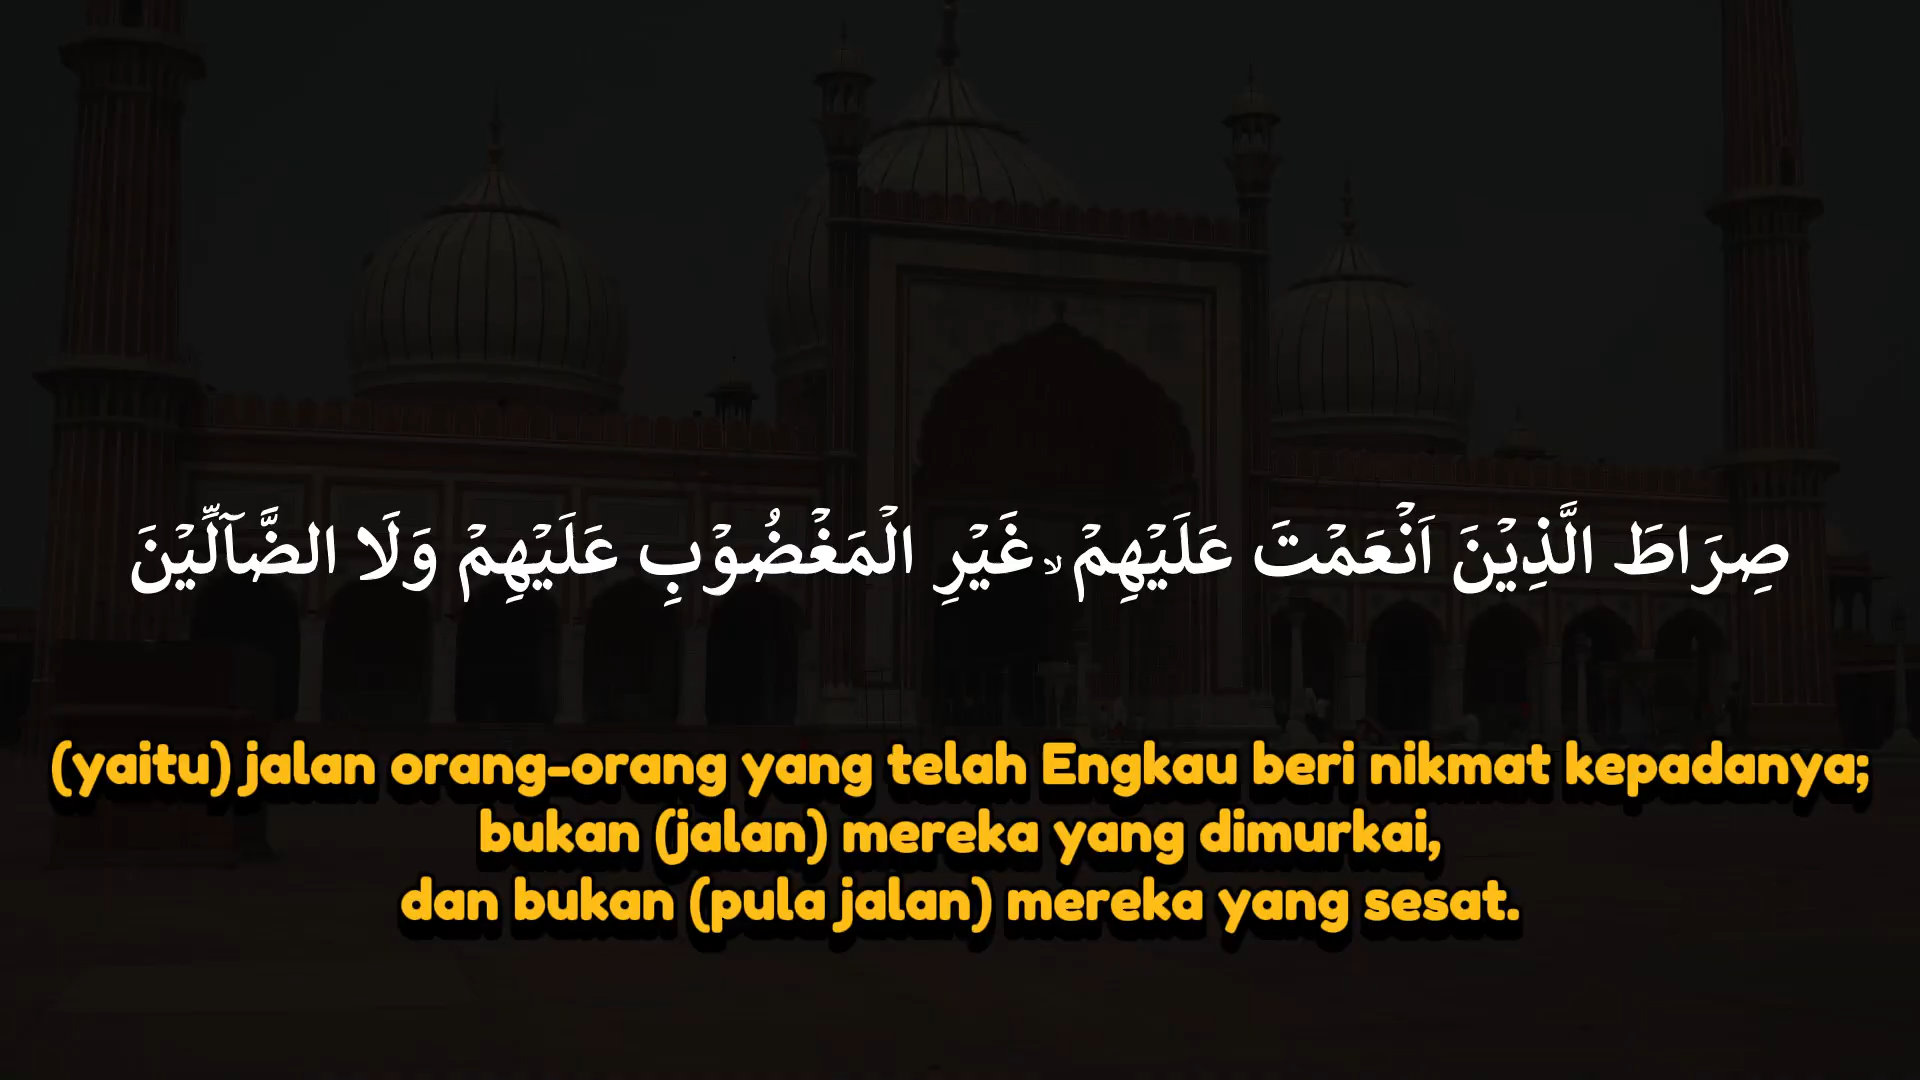 صِرَاطَ الَّذِيْنَ اَنْعَمْتَ عَلَيْهِمْ ۙ غَيْرِ الْمَغْضُوْبِ عَلَيْهِمْ وَلَا الضَّاۤلِّيْنَ
(yaitu) jalan orang-orang yang telah Engkau beri nikmat kepadanya;
bukan (jalan) mereka yang dimurkai,
dan bukan (pula jalan) mereka yang sesat.